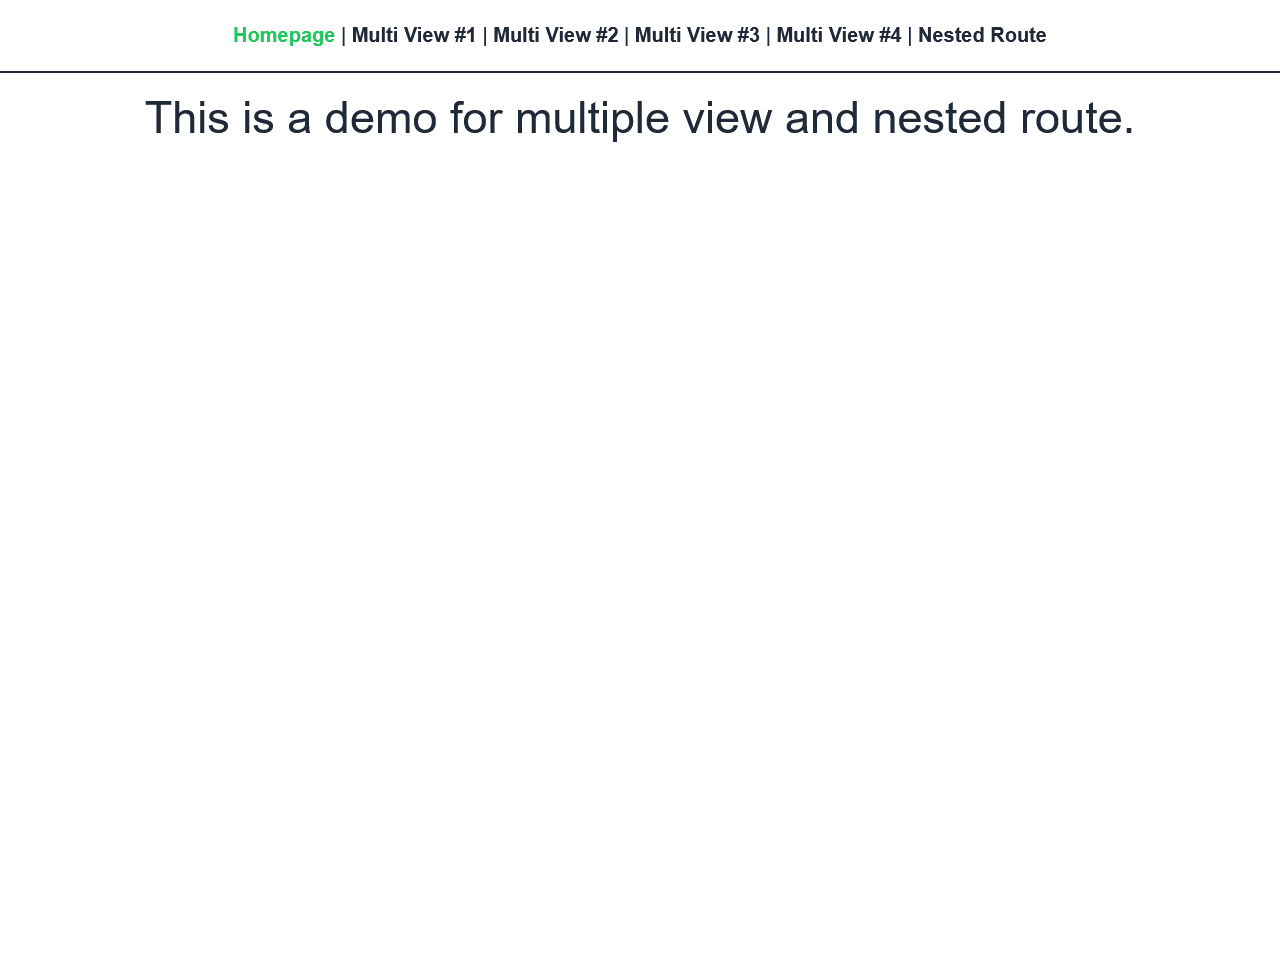 Homepage | Multi View #1 | Multi View #2 | Multi View #3 | Multi View #4 | Nested Route
This is a demo for multiple view and nested route.